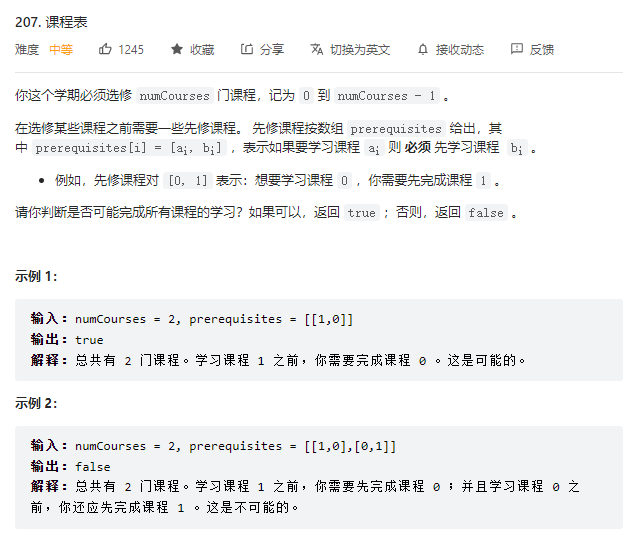 207. 课程表
难度 中等 1245 收藏 分享 切换为英文 接收动态 反馈
你这个学期必须选修 numCourses 门课程，记为 0 到 numCourses - 1 。
在选修某些课程之前需要一些先修课程。 先修课程按数组 prerequisites 给出，其
中 prerequisites[i] = [ai, bi] ，表示如果要学习课程 ai 则 必须 先学习课程 bi 。
• 例如，先修课程对 [0, 1] 表示：想要学习课程 0 ，你需要先完成课程 1 。
请你判断是否可能完成所有课程的学习？如果可以，返回 true ；否则，返回 false 。
示例 1：
输入：numCourses = 2, prerequisites = [[1,0]]
输出：true
解释：总共有 2 门课程。学习课程 1 之前，你需要完成课程 0 。这是可能的。
示例 2：
输入：numCourses = 2, prerequisites = [[1,0],[0,1]]
输出：false
解释：总共有 2 门课程。学习课程 1 之前，你需要先完成课程 0 ；并且学习课程 0 之
前，你还应先完成课程 1 。这是不可能的。